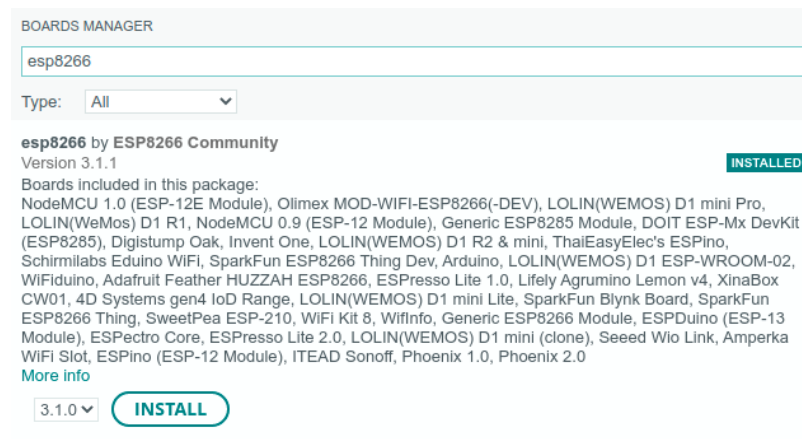 BOARDS MANAGER
esp8266
Type: All
esp8266 by ESP8266 Community
Version 3.1.1
INSTALLED
Boards included in this package:
NodeMCU 1.0 (ESP-12E Module), Olimex MOD-WIFI-ESP8266(-DEV), LOLIN(WEMOS) D1 mini Pro,
LOLIN(WeMos) D1 R1, NodeMCU 0.9 (ESP-12 Module), Generic ESP8285 Module, DOIT ESP-Mx DevKit
(ESP8285), Digistump Oak, Invent One, LOLIN(WEMOS) D1 R2 & mini, ThaiEasyElec's ESPino,
Schirmilabs Eduino WiFi, SparkFun ESP8266 Thing Dev, Arduino, LOLIN(WEMOS) D1 ESP-WROOM-02,
WiFiduino, Adafruit Feather HUZZAH ESP8266, ESPresso Lite 1.0, Lifely Agrumino Lemon v4, XinaBox
CW01, 4D Systems gen4 IoD Range, LOLIN(WEMOS) D1 mini Lite, SparkFun Blynk Board, SparkFun
ESP8266 Thing, SweetPea ESP-210, WiFi Kit 8, WifInfo, Generic ESP8266 Module, ESPDuino (ESP-13
Module), ESPectro Core, ESPresso Lite 2.0, LOLIN(WEMOS) D1 mini (clone), Seeed Wio Link, Amperka
WiFi Slot, ESPino (ESP-12 Module), ITEAD Sonoff, Phoenix 1.0, Phoenix 2.0
More info
3.1.0 INSTALL